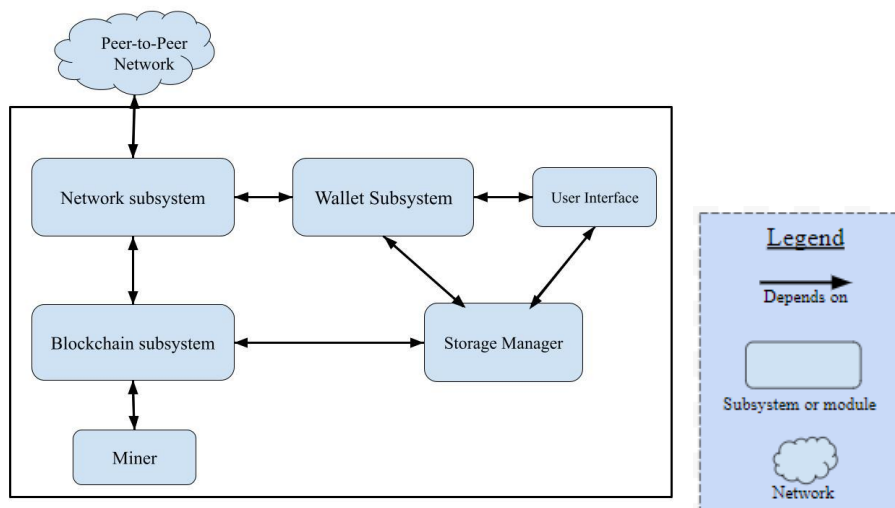 Peer-to-Peer
Network
Network subsystem
Wallet Subsystem
User Interface
Blockchain subsystem
Storage Manager
Miner
Legend
Depends on
Subsystem or module
Network